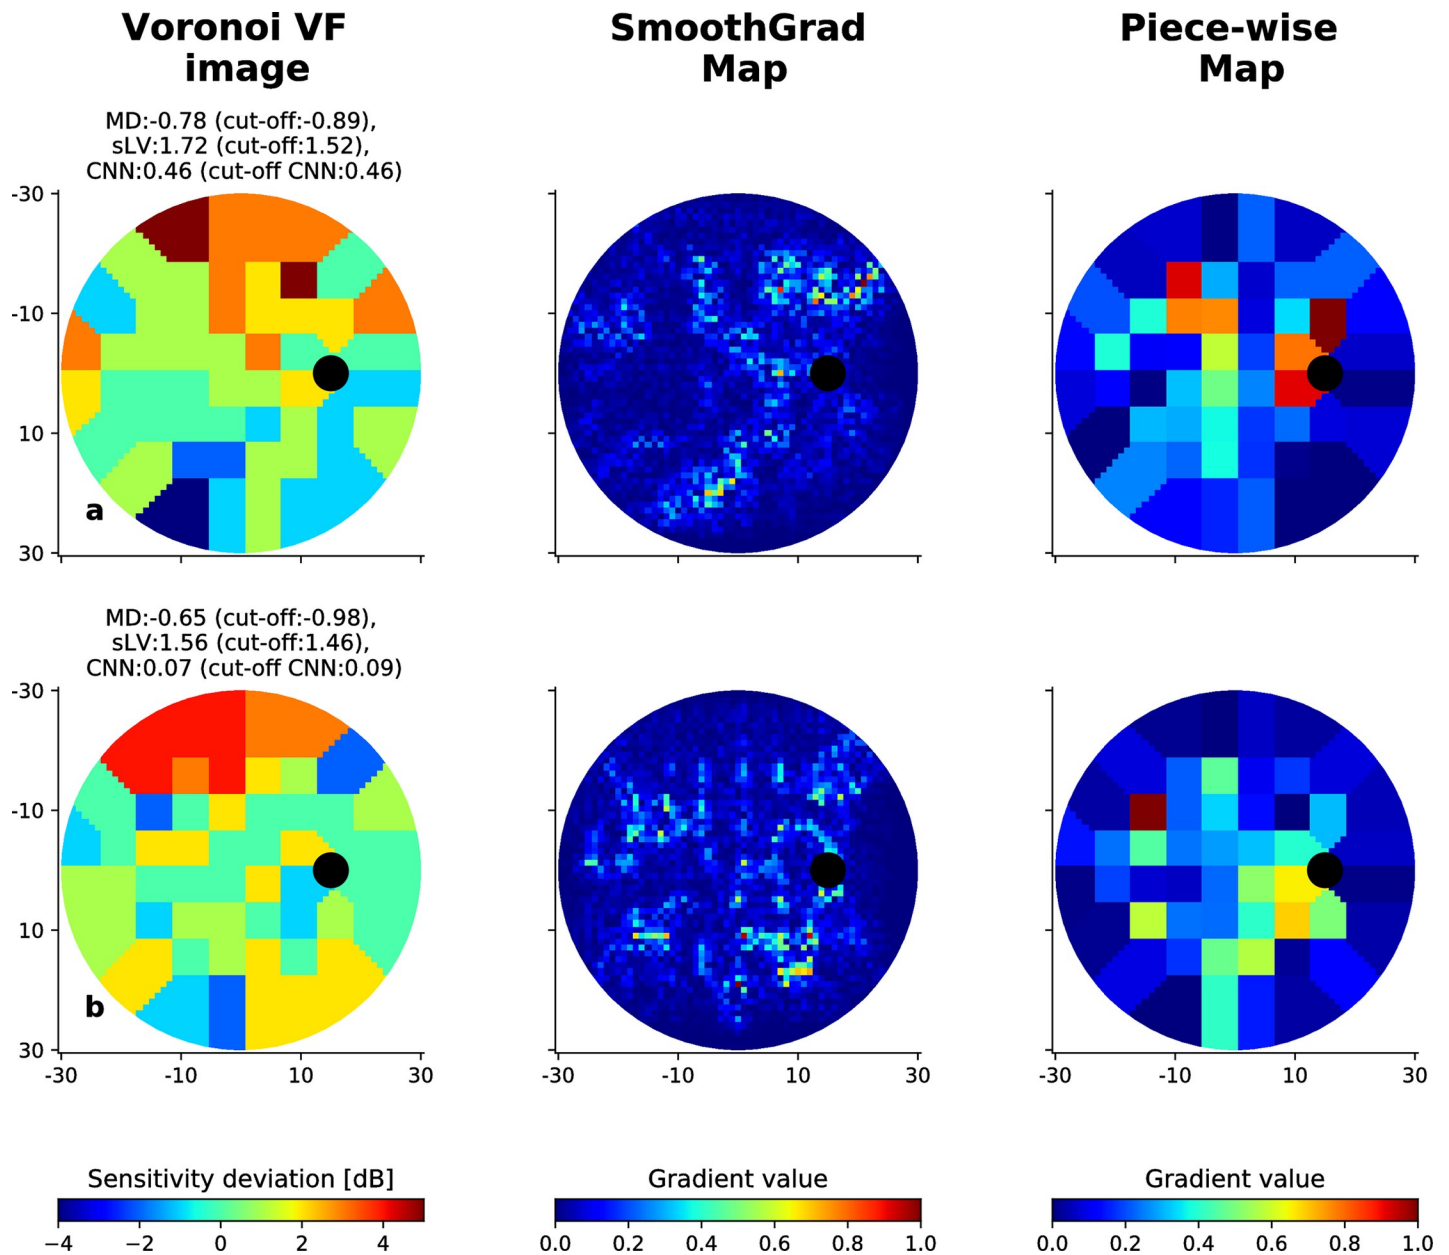 Voronoi VF
image
SmoothGrad
Map
Piece-wise
Map
MD:-0.78 (cut-off:-0.89),
sLV:1.72 (cut-off:1.52),
CNN:0.46 (cut-off CNN:0.46)
-30
-10
10
30
a
-30 -10 10 30
MD:-0.65 (cut-off:-0.98),
sLV:1.56 (cut-off:1.46),
CNN:0.07 (cut-off CNN:0.09)
-30
-10
10
b
30
-30 -10 10 30
-30 -10 10 30
-30 -10 10 30
Sensitivity deviation [dB]
−4 −2 0 2 4
Gradient value
0.0 0.2 0.4 0.6 0.8 1.0
Gradient value
0.0 0.2 0.4 0.6 0.8 1.0